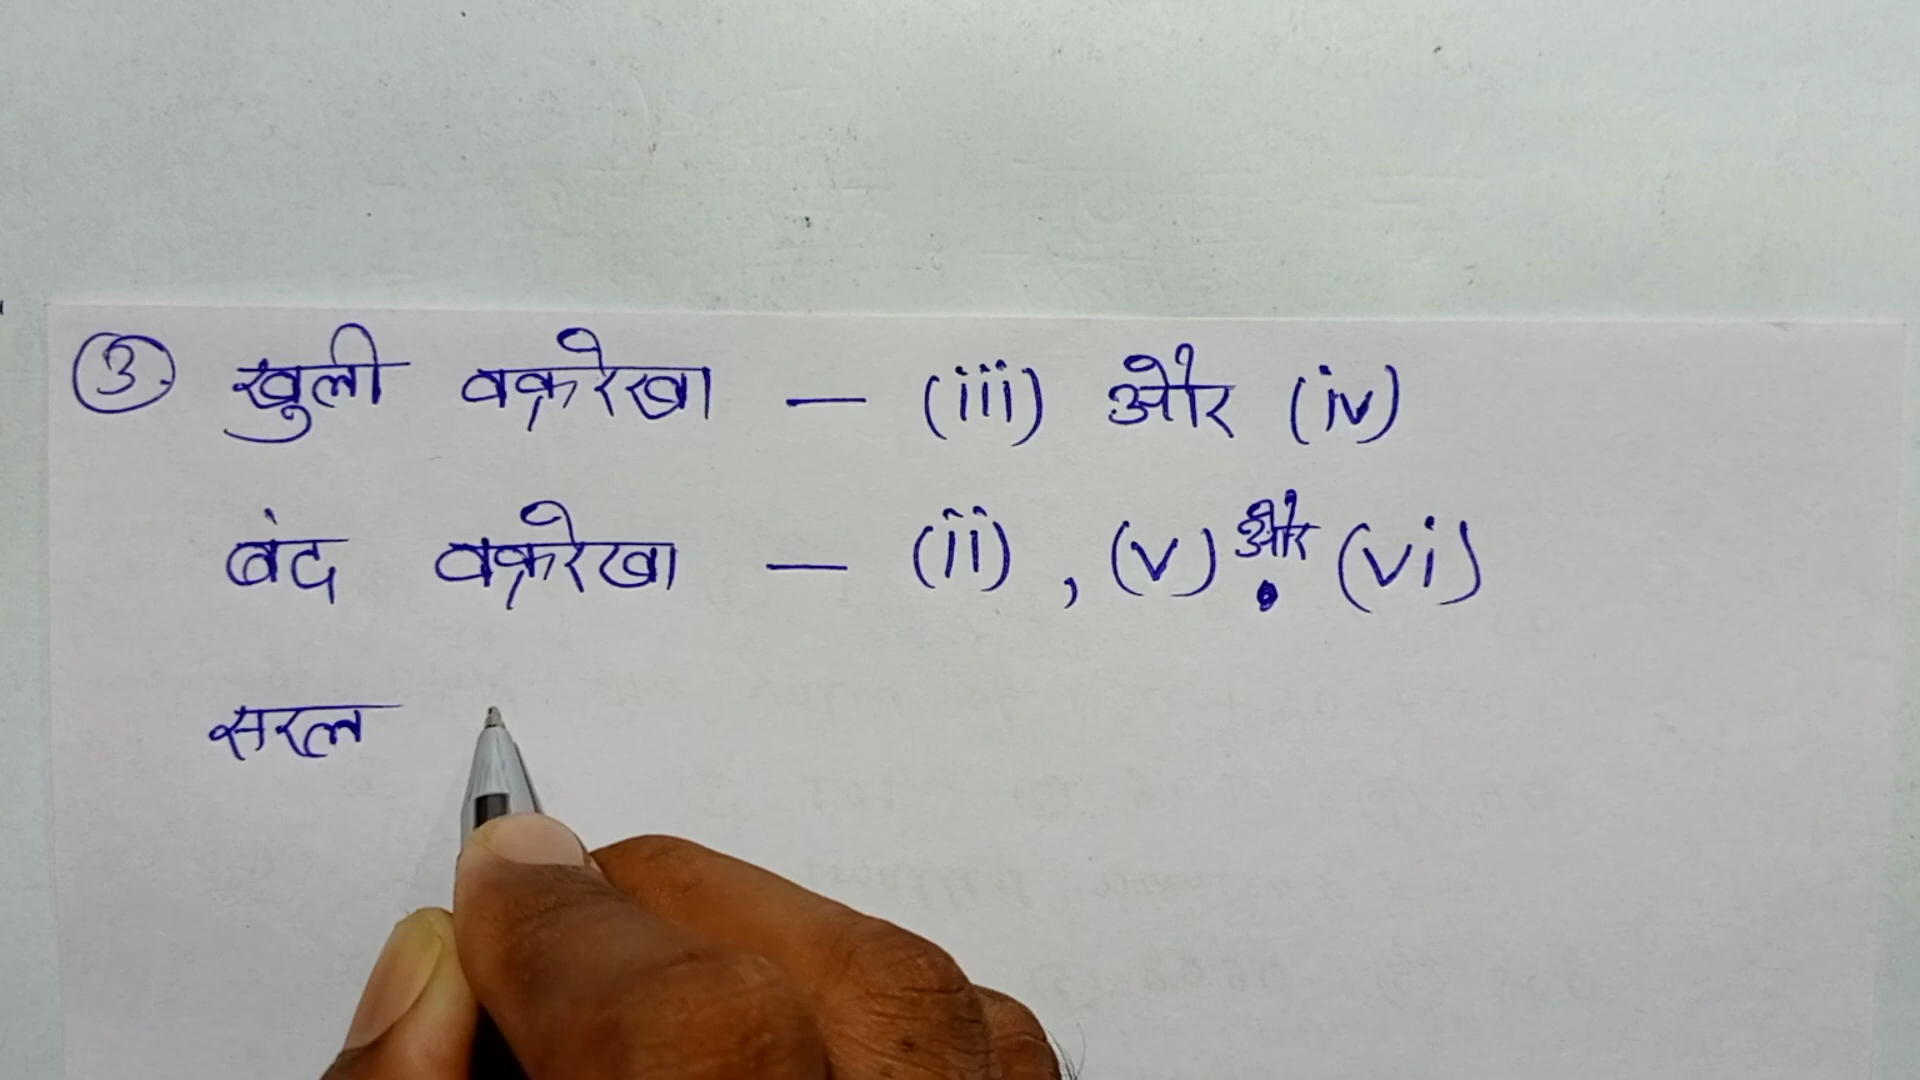 3. खुली वक्ररेखा — (iii) और (iv)
बंद वक्ररेखा — (ii) , (v) और (vi)
सरल